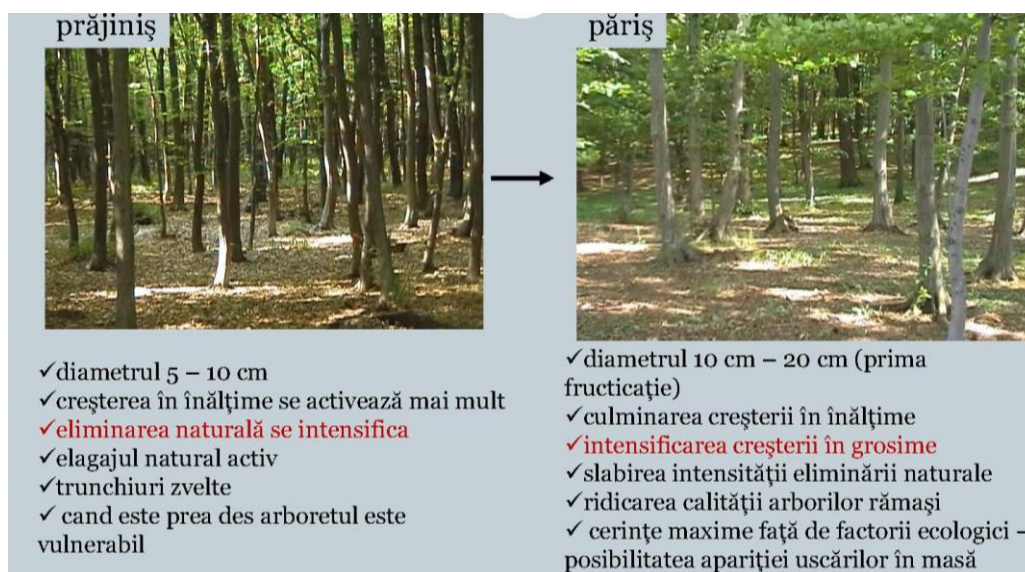 prăjiniş
✓diametrul 5 – 10 cm
✓creşterea în înălţime se activează mai mult
✓eliminarea naturală se intensifica
✓elagajul natural activ
✓trunchiuri zvelte
✓ cand este prea des arboretul este
vulnerabil
păriş
✓diametrul 10 cm – 20 cm (prima
fructicaţie)
✓culminarea creşterii în înălţime
✓intensificarea creşterii în grosime
✓slabirea intensităţii eliminării naturale
✓ridicarea calităţii arborilor rămaşi
✓ cerinţe maxime faţă de factorii ecologici –
posibilitatea apariţiei uscărilor în masă